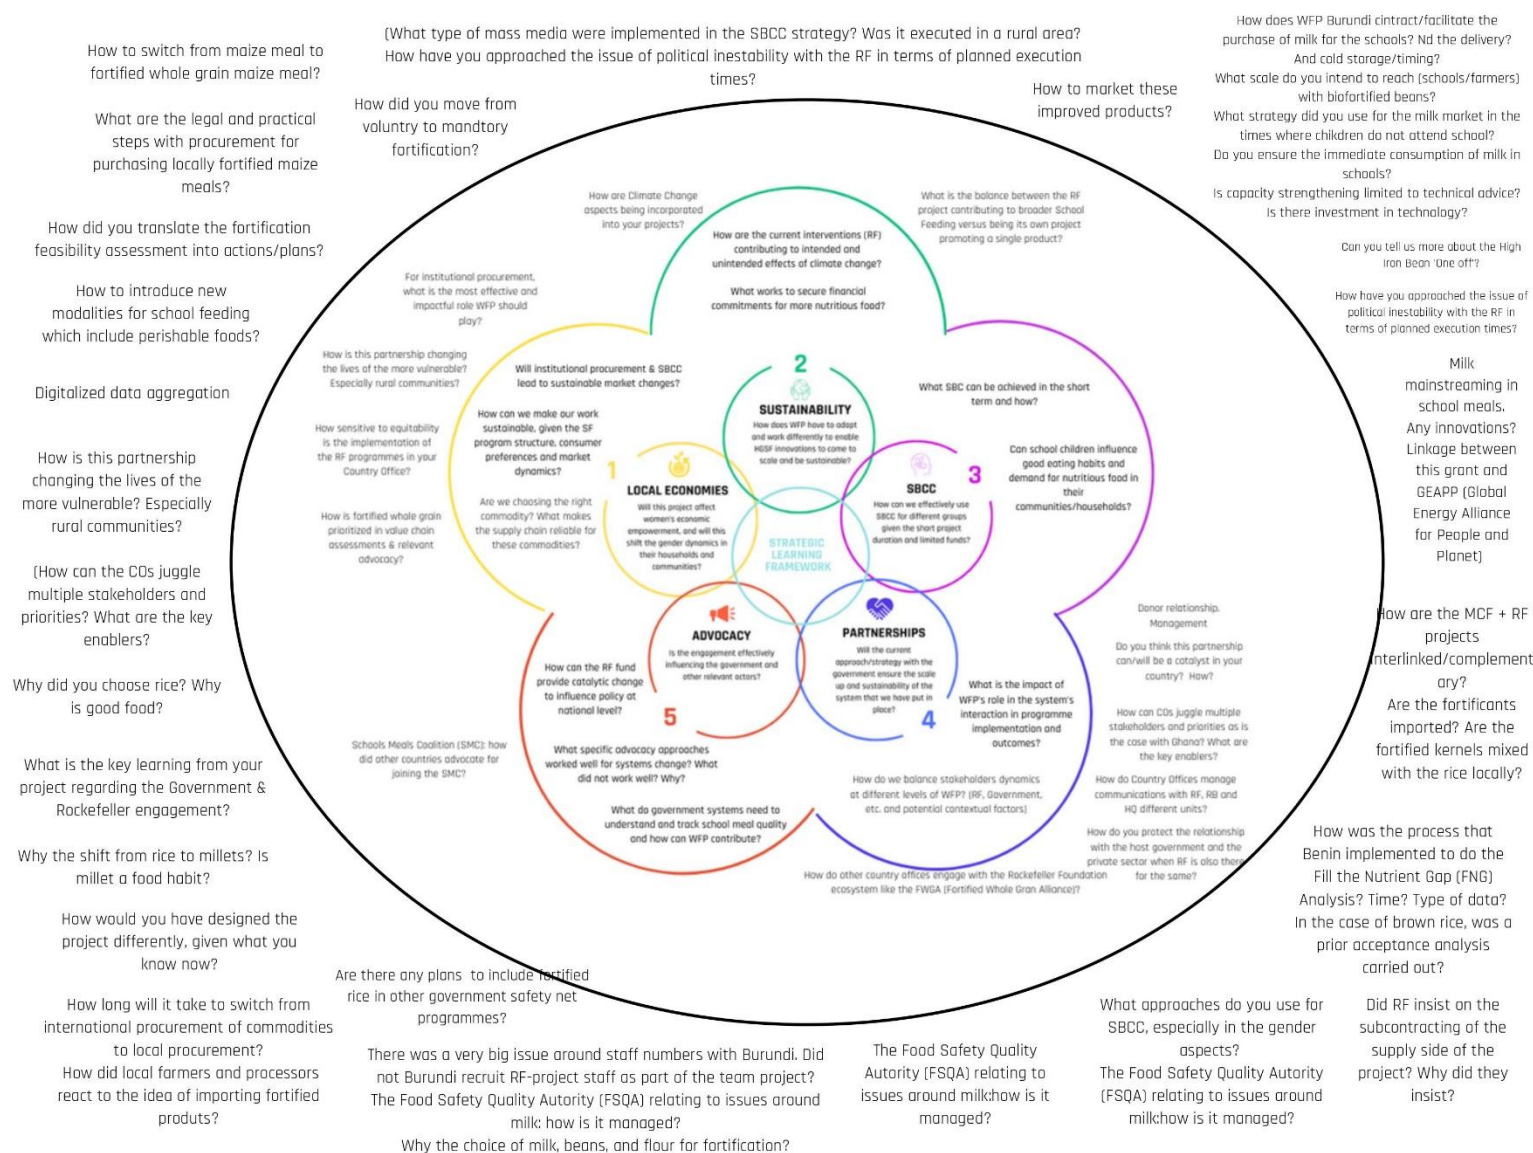 (What type of mass media were implemented in the SBCC strategy? Was it executed in a rural area?
How have you approached the issue of political inestability with the RF in terms of planned execution
times?
How to switch from maize meal to
fortified whole grain maize meal?
How did you move from
voluntry to mandtory
fortification?
How to market these
improved products?
How does WFP Burundi cintract/facilitate the
purchase of milk for the schools? Nd the delivery?
And cold storage/timing?
What scale do you intend to reach (schools/farmers)
with biofortified beans?
What strategy did you use for the milk market in the
times where chikdren do not attend school?
Do you ensure the immediate consumption of milk in
schools?
Is capacity strengthening limited to technical advice?
Is there investment in technology?
What are the legal and practical
steps with procurement for
purchasing locally fortified maize
meals?
How did you translate the fortification
feasibility assessment into actions/plans?
How to introduce new
modalities for school feeding
which include perishable foods?
Digitalized data aggregation
How is this partnership
changing the lives of the
more vulnerable? Especially
rural communities?
(How can the COs juggle
multiple stakeholders and
priorities? What are the key
enablers?
Why did you choose rice? Why
is good food?
What is the key learning from your
project regarding the Government &
Rockefeller engagement?
Why the shift from rice to millets? Is
millet a food habit?
How would you have designed the
project differently, given what you
know now?
How long will it take to switch from
international procurement of commodities
to local procurement?
How did local farmers and processors
react to the idea of importing fortified
produts?
How are Climate Change
aspects being incorporated
into your projects?
What is the balance between the RF
project contributing to broader School
Feeding versus being its own project
promoting a single product?
How are the current interventions (RF)
contributing to intended and
unintended effects of climate change?
What works to secure financial
commitments for more nutritious food?
For institutional procurement,
what is the most effective and
impactful role WFP should
play?
How is this partnership changing
the lives of the more vulnerable?
Especially rural communities?
How sensitive to equitability
is the implementation of
the RF programmes in your
Country Office?
How is fortified whole grain
prioritized in value chain
assessments & relevant
advocacy?
Will institutional procurement & SBCC
lead to sustainable market changes?
How can we make our work
sustainable, given the SF
program structure, consumer
preferences and market
dynamics?
Are we choosing the right
commodity? What makes
the supply chain reliable for
these commodities?
1
LOCAL ECONOMIES
Will this project affect
women's economic
empowerment, and will this
shift the gender dynamics in
their households and
communities?
2
SUSTAINABILITY
How does WFP have to adapt
and work differently to enable
HGSF innovations to come to
scale and be sustainable?
3
SBCC
How can we effectively use
SBCC for different groups
given the short project
duration and limited funds?
What SBC can be achieved in the short
term and how?
Can school children influence
good eating habits and
demand for nutritious food in
their
communities/households?
STRATEGIC
LEARNING
FRAMEWORK
ADVOCACY
Is the engagement effectively
influencing the government and
other relevant actors?
5
How can the RF fund
provide catalytic change
to influence policy at
national level?
What specific advocacy approaches
worked well for systems change? What
did not work well? Why?
What do government systems need to
understand and track school meal quality
and how can WFP contribute?
Schools Meals Coalition (SMC): how
did other countries advocate for
joining the SMC?
PARTNERSHIPS
Will the current
approach/strategy with the
government ensure the scale
up and sustainability of the
system that we have put in
place?
4
What is the impact of
WFP's role in the system's
interaction in programme
implementation and
outcomes?
How do we balance stakeholders dynamics
at different levels of WFP? (RF, Government,
etc. and potential contextual factors)
Donor relationship.
Management
Do you think this partnership
can/will be a catalyst in your
country? How?
How can COs juggle multiple
stakeholders and priorities as is
the case with Ghana? What are
the key enablers?
How do Country Offices manage
communications with RF, RB and
HQ different units?
How do you protect the relationship
with the host government and the
private sector when RF is also there
for the same?
How do other country offices engage with the Rockefeller Foundation
ecosystem like the FWGA (Fortified Whole Gran Alliance)?
Can you tell us more about the High
Iron Bean 'One off'?
How have you approached the issue of
political inestability with the RF in
terms of planned execution times?
Milk
mainstreaming in
school meals.
Any innovations?
Linkage between
this grant and
GEAPP (Global
Energy Alliance
for People and
Planet)
How are the MCF + RF
projects
interlinked/complement
ary?
Are the fortificants
imported? Are the
fortified kernels mixed
with the rice locally?
How was the process that
Benin implemented to do the
Fill the Nutrient Gap (FNG)
Analysis? Time? Type of data?
In the case of brown rice, was a
prior acceptance analysis
carried out?
Are there any plans to include fortified
rice in other government safety net
programmes?
There was a very big issue around staff numbers with Burundi. Did
not Burundi recruit RF-project staff as part of the team project?
The Food Safety Quality Autority (FSQA) relating to issues around
milk: how is it managed?
Why the choice of milk, beans, and flour for fortification?
The Food Safety Quality
Autority (FSQA) relating to
issues around milk:how is it
managed?
What approaches do you use for
SBCC, especially in the gender
aspects?
The Food Safety Quality Autority
(FSQA) relating to issues around
milk:how is it managed?
Did RF insist on the
subcontracting of the
supply side of the
project? Why did they
insist?